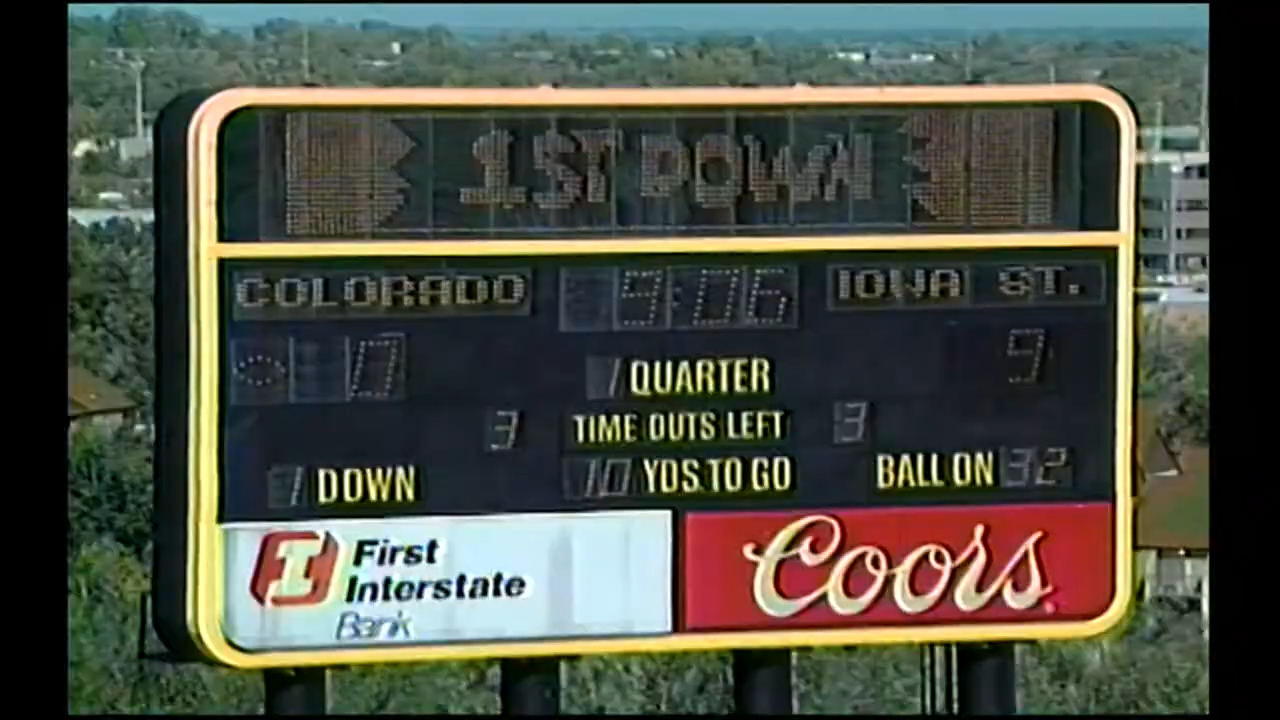 1ST DOWN
COLORADO 9:06 IOWA ST.
0 1 QUARTER 9
3 TIME OUTS LEFT 3
1 DOWN 10 YDS TO GO BALL ON 32
I First
Interstate
Bank
Coors